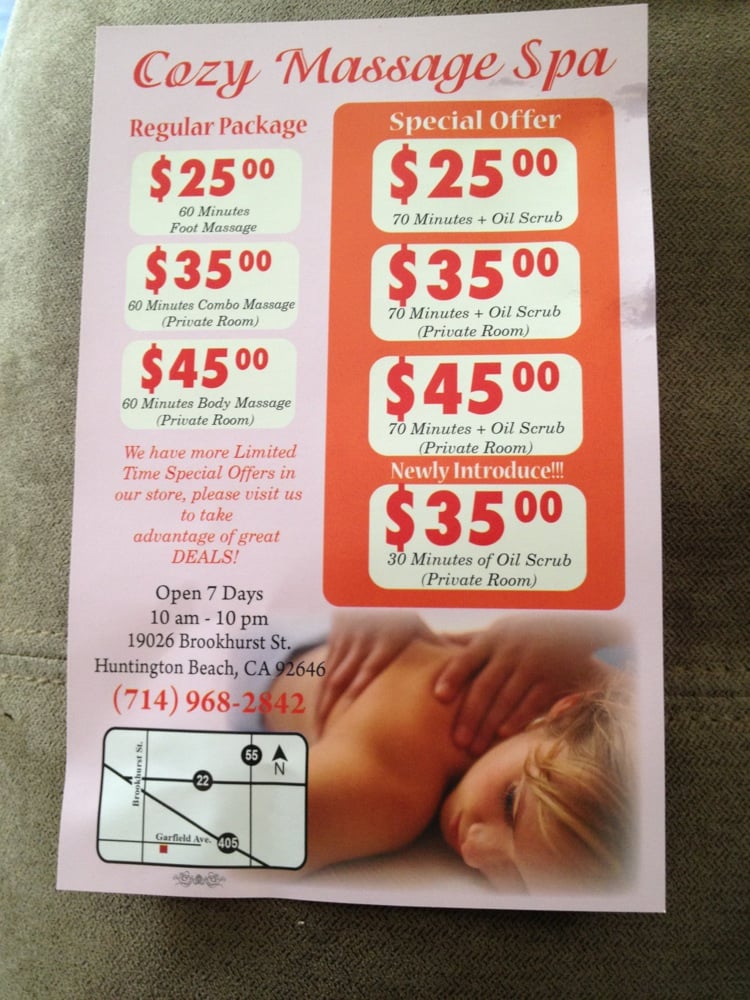 Cozy Massage Spa
Regular Package
$25 00
60 Minutes
Foot Massage
$35 00
60 Minutes Combo Massage
(Private Room)
$45 00
60 Minutes Body Massage
(Private Room)
We have more Limited
Time Special Offers in
our store, please visit us
to take
advantage of great
DEALS!
Open 7 Days
10 am - 10 pm
19026 Brookhurst St.
Huntington Beach, CA 92646
(714) 968-2842
Special Offer
$25 00
70 Minutes + Oil Scrub
$35 00
70 Minutes + Oil Scrub
(Private Room)
$45 00
70 Minutes + Oil Scrub
(Private Room)
Newly Introduce!!!
$35 00
30 Minutes of Oil Scrub
(Private Room)
Brookhurst St.
55
N
22
Garfield Ave.
405